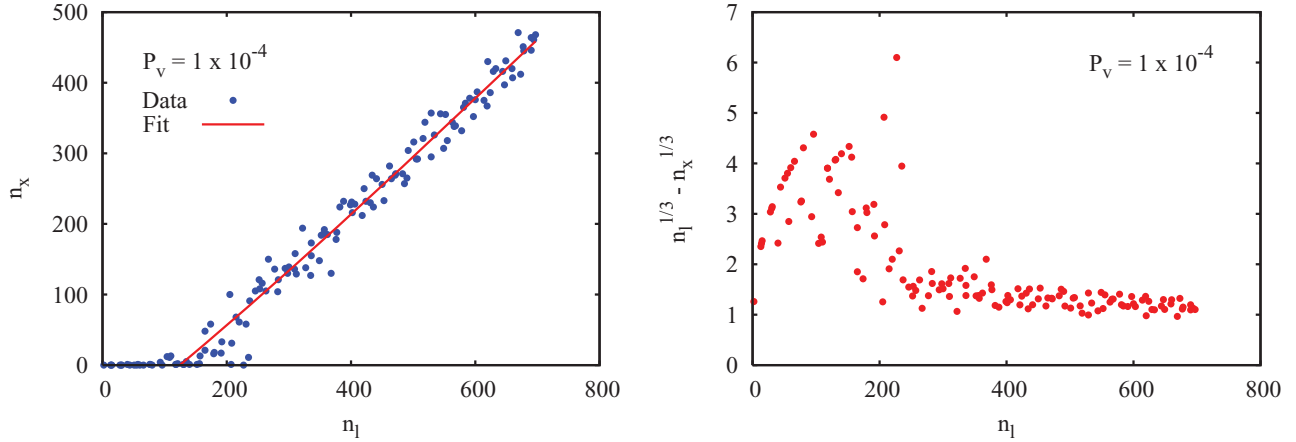 500
400
300
200
100
0
n_x
P_v = 1 x 10^-4
Data
Fit
0 200 400 600 800
n_l
7
6
5
4
3
2
1
0
n_l^1/3 - n_x^1/3
P_v = 1 x 10^-4
0 200 400 600 800
n_l